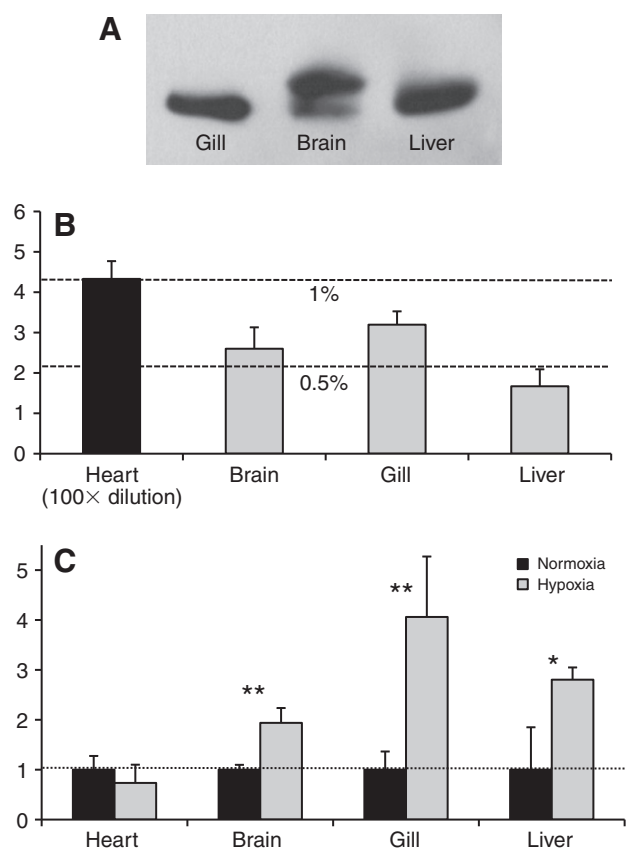 A
Gill Brain Liver
B
6
5
4
3
2
1
0
1%
0.5%
Heart Brain Gill Liver
(100× dilution)
C
Normoxia
Hypoxia
5
4
3
2
1
0
**
**
*
Heart Brain Gill Liver